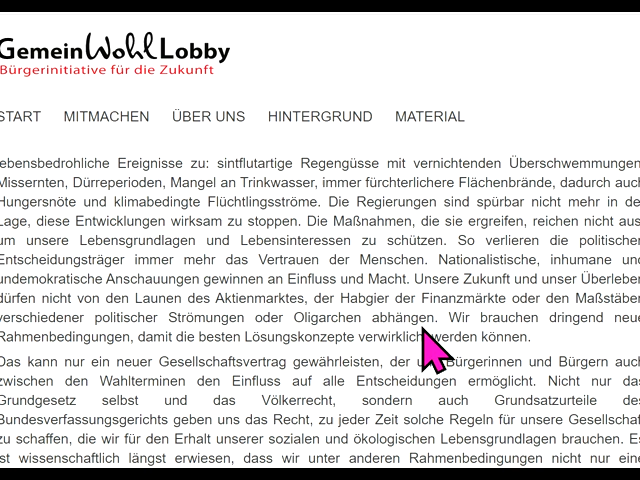 GemeinWohlLobby
Bürgerinitiative für die Zukunft
START MITMACHEN ÜBER UNS HINTERGRUND MATERIAL
lebensbedrohliche Ereignisse zu: sintflutartige Regengüsse mit vernichtenden Überschwemmungen,
Missernten, Dürreperioden, Mangel an Trinkwasser, immer fürchterlichere Flächenbrände, dadurch auch
Hungersnöte und klimabedingte Flüchtlingsströme. Die Regierungen sind spürbar nicht mehr in der
Lage, diese Entwicklungen wirksam zu stoppen. Die Maßnahmen, die sie ergreifen, reichen nicht aus,
um unsere Lebensgrundlagen und Lebensinteressen zu schützen. So verlieren die politischen
Entscheidungsträger immer mehr das Vertrauen der Menschen. Nationalistische, inhumane und
undemokratische Anschauungen gewinnen an Einfluss und Macht. Unsere Zukunft und unser Überleben
dürfen nicht von den Launen des Aktienmarktes, der Habgier der Finanzmärkte oder den Maßstäben
verschiedener politischer Strömungen oder Oligarchen abhängen. Wir brauchen dringend neue
Rahmenbedingungen, damit die besten Lösungskonzepte verwirklicht werden können.
Das kann nur ein neuer Gesellschaftsvertrag gewährleisten, der uns Bürgerinnen und Bürgern auch
zwischen den Wahlterminen den Einfluss auf alle Entscheidungen ermöglicht. Nicht nur das
Grundgesetz selbst und das Völkerrecht, sondern auch Grundsatzurteile des
Bundesverfassungsgerichts geben uns das Recht, zu jeder Zeit solche Regeln für unsere Gesellschaft
zu schaffen, die wir für den Erhalt unserer sozialen und ökologischen Lebensgrundlagen brauchen. Es
ist wissenschaftlich längst erwiesen, dass wir unter anderen Rahmenbedingungen nicht nur eine